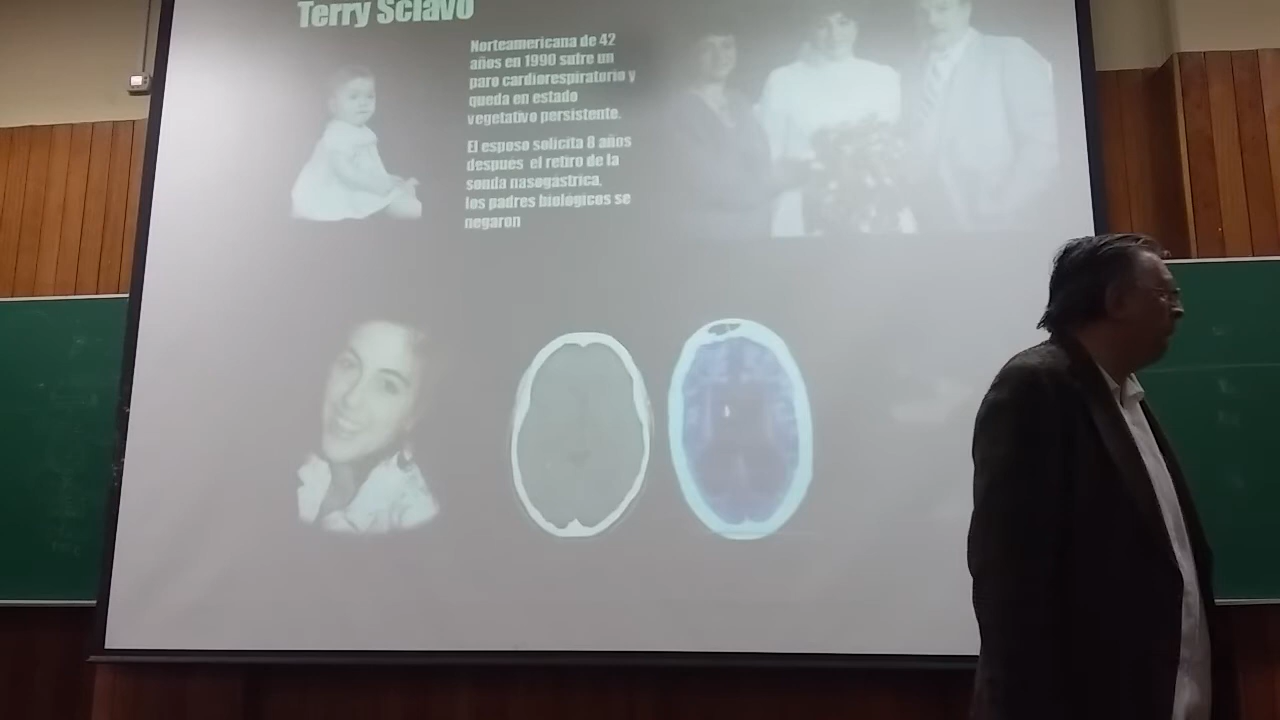 Terry Sciavo
Norteamericana de 42
años en 1990 sufre un
paro cardiorespiratorio y
queda en estado
vegetativo persistente.
El esposo solicita 8 años
despues el retiro de la
sonda nasogastrica,
los padres biologicos se
negaron